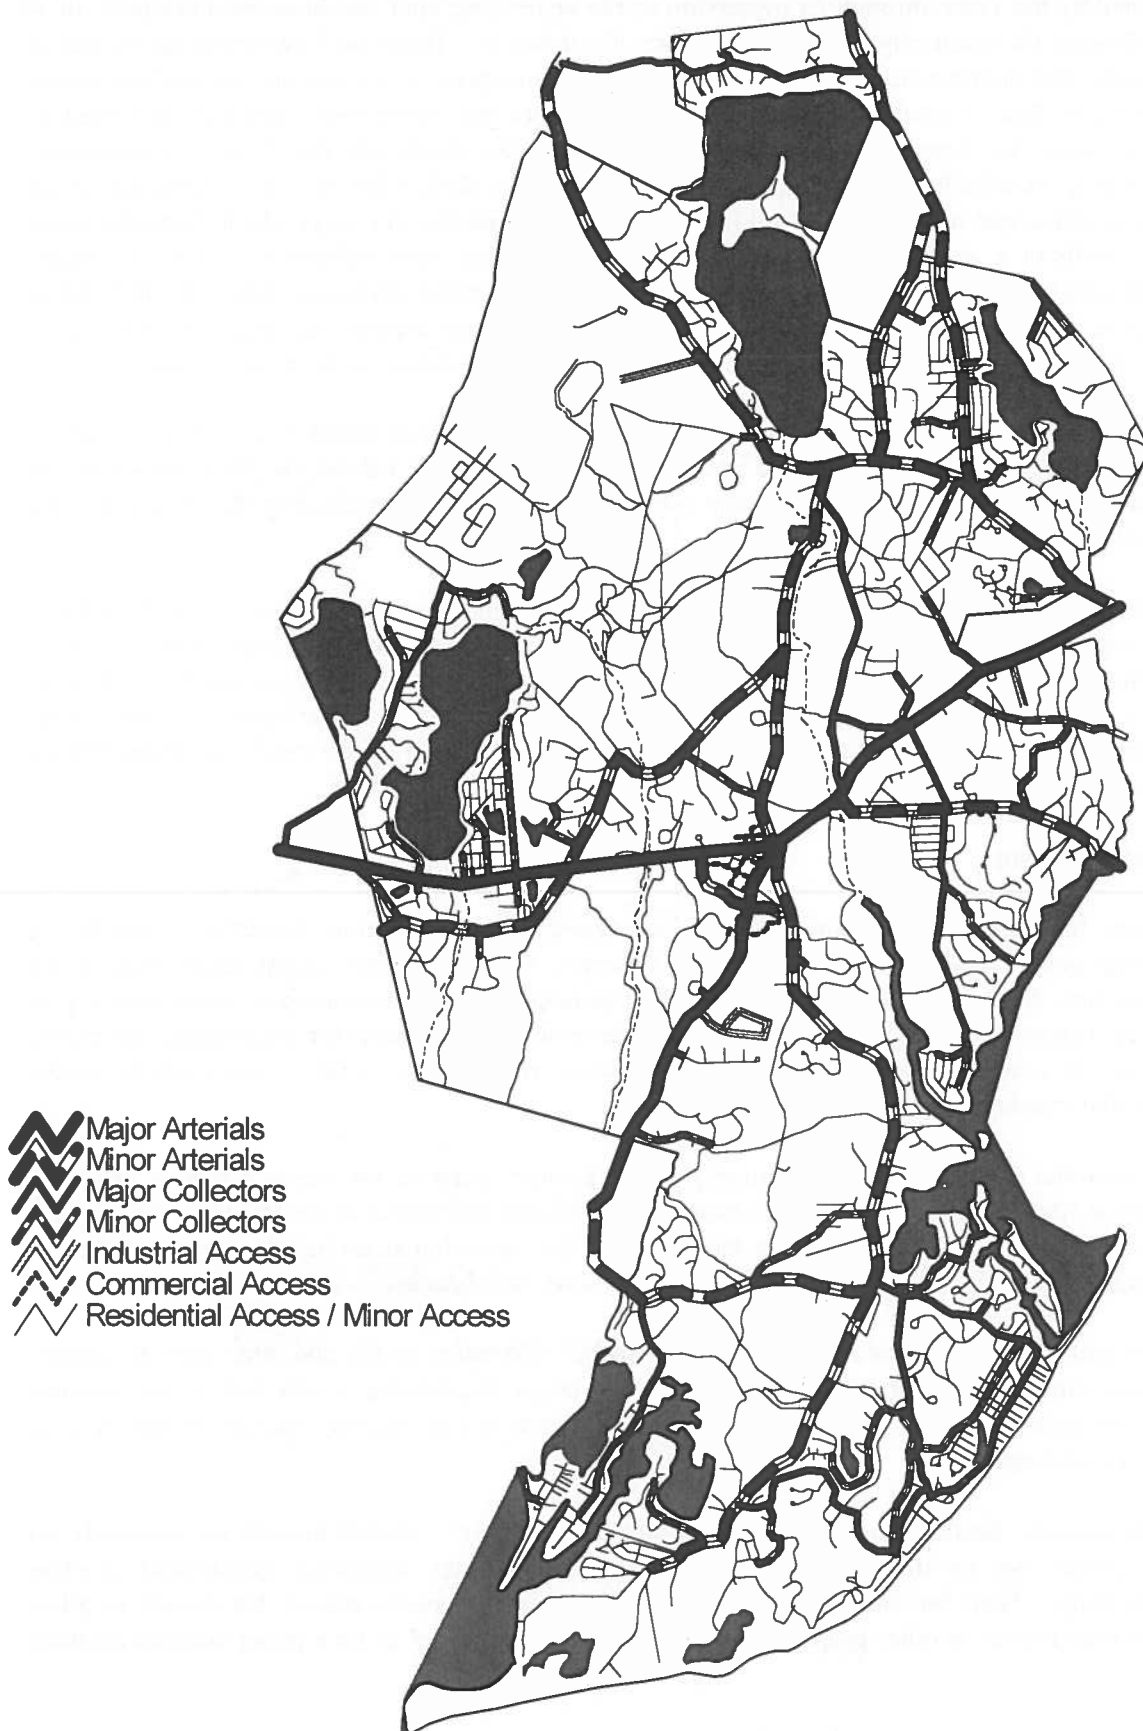 Major Arterials
Minor Arterials
Major Collectors
Minor Collectors
Industrial Access
Commercial Access
Residential Access / Minor Access